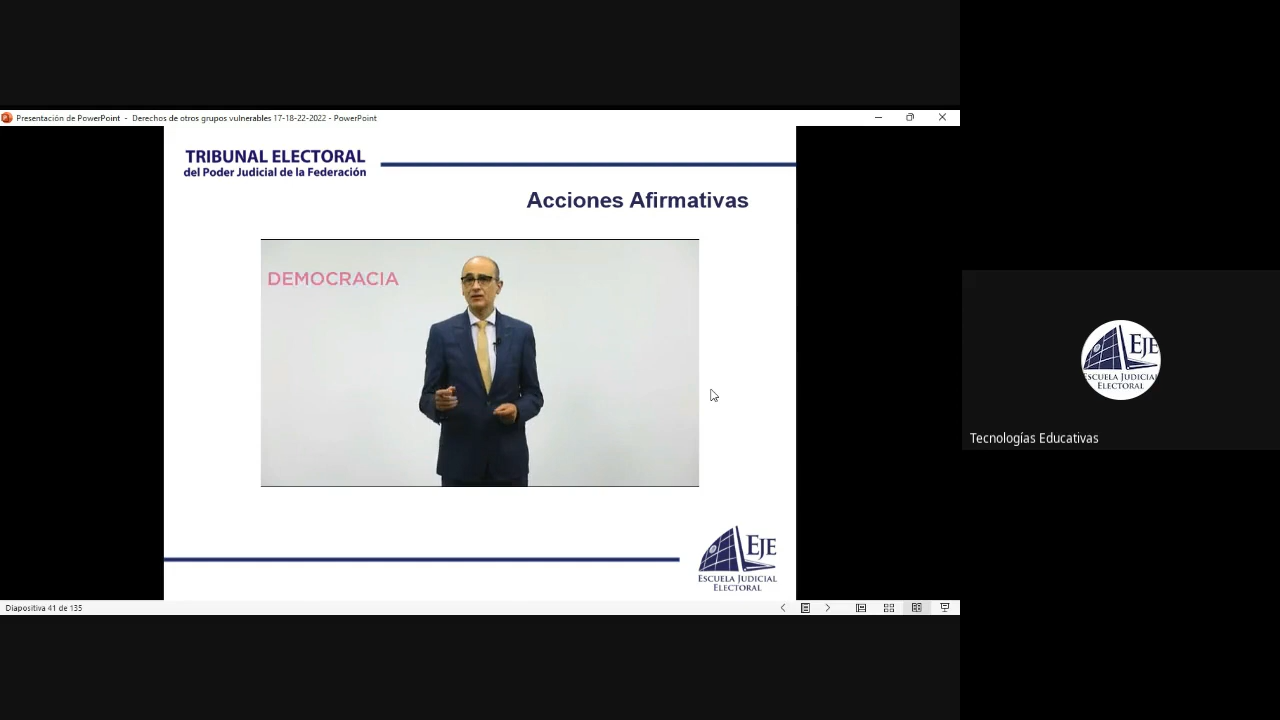 Presentación de PowerPoint - Derechos de otros grupos vulnerables 17-18-22-2022 - PowerPoint
TRIBUNAL ELECTORAL
del Poder Judicial de la Federación
Acciones Afirmativas
DEMOCRACIA
EJE
ESCUELA JUDICIAL
ELECTORAL
Tecnologías Educativas
EJE
ESCUELA JUDICIAL
ELECTORAL
Diapositiva 41 de 135